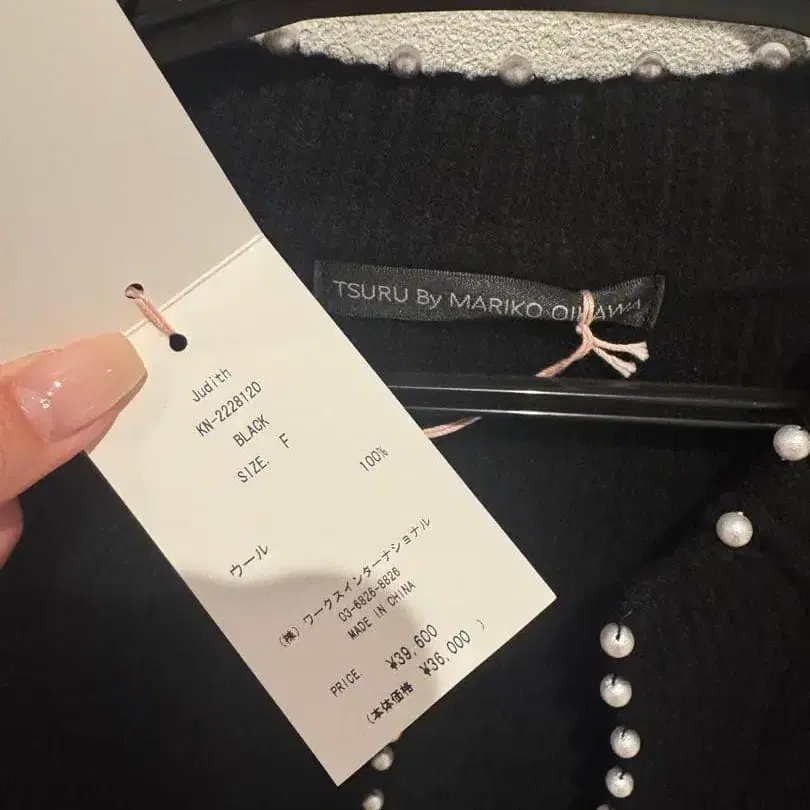 TSURU By MARIKO OIKAWA
Judith
KN-2228120
BLACK
SIZE. F
100%
ウール
(株)ワークスインターナショナル
03-6826-8826
MADE IN CHINA
PRICE. ¥39,600
(本体価格 ¥36,000 )